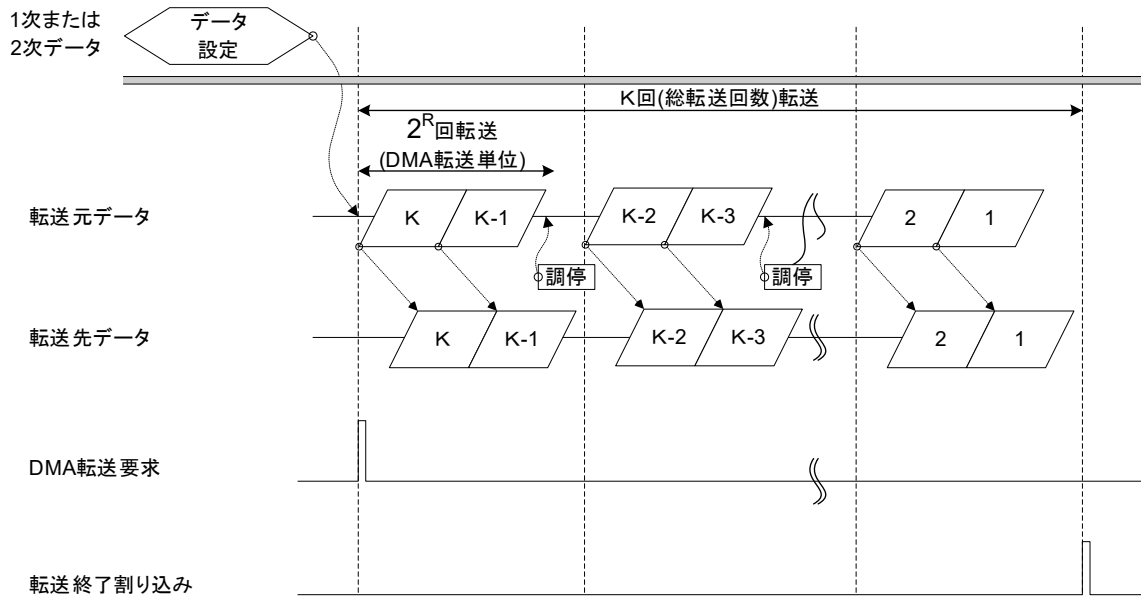 1次または
2次データ
データ
設定
K回(総転送回数)転送
2R回転送
(DMA転送単位)
転送元データ
K
K-1
K-2
K-3
2
1
調停
調停
転送先データ
K
K-1
K-2
K-3
2
1
DMA転送要求
転送終了割り込み